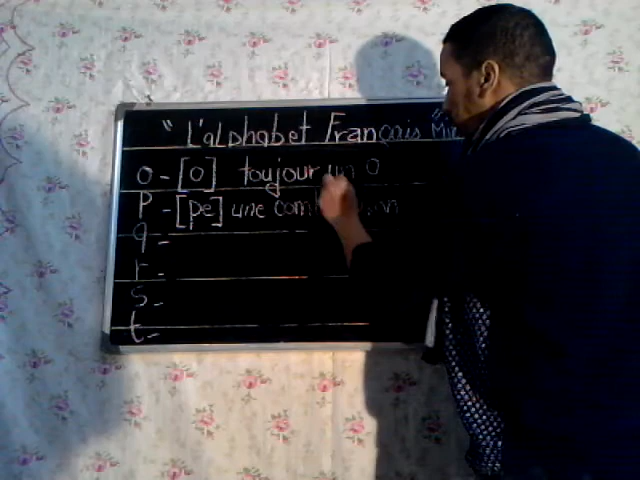 " L'alphabet Français
o - [o] toujour un o
P - [pe] une
q -
r -
s -
t -